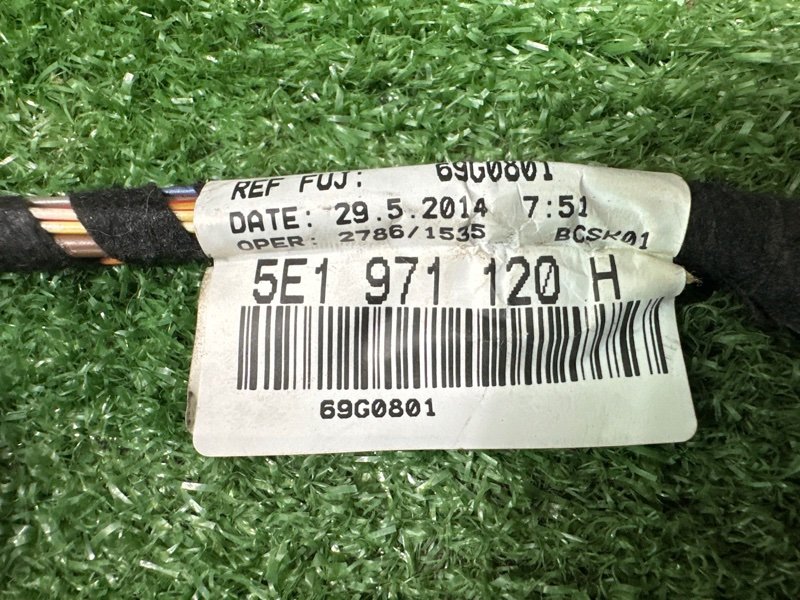 REF FUJ: 69G0801
DATE: 29.5.2014 7:51
OPER: 2786/1535 BCSK01
5E1 971 120 H
69G0801